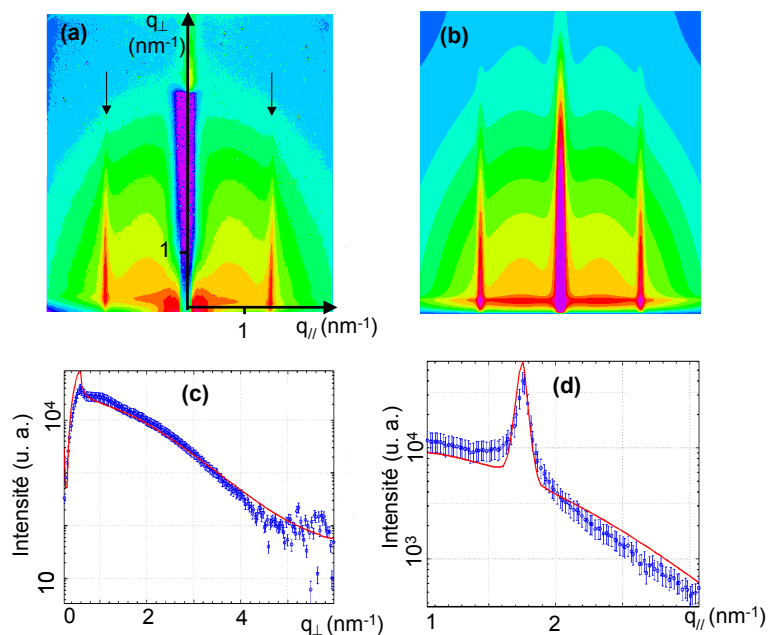 (a)
q⊥
(nm-1)
1
1
q// (nm-1)
(b)
(c)
Intensité (u. a.)
10⁴
10
0
2
4
q⊥ (nm-1)
(d)
Intensité (u. a.)
10⁴
10³
1
2
q// (nm-1)